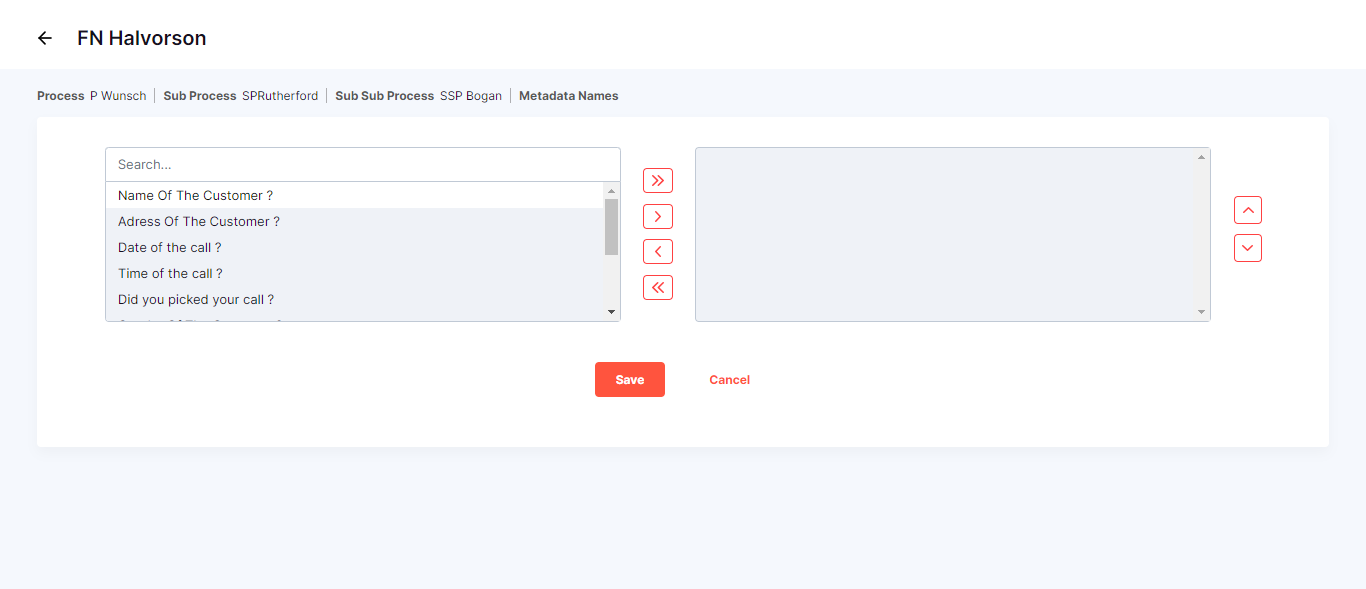 FN Halvorson
Process P Wunsch Sub Process SPRutherford Sub Sub Process SSP Bogan Metadata Names
Search...
Name Of The Customer ?
Adress Of The Customer ?
Date of the call ?
Time of the call ?
Did you picked your call ?
Save Cancel